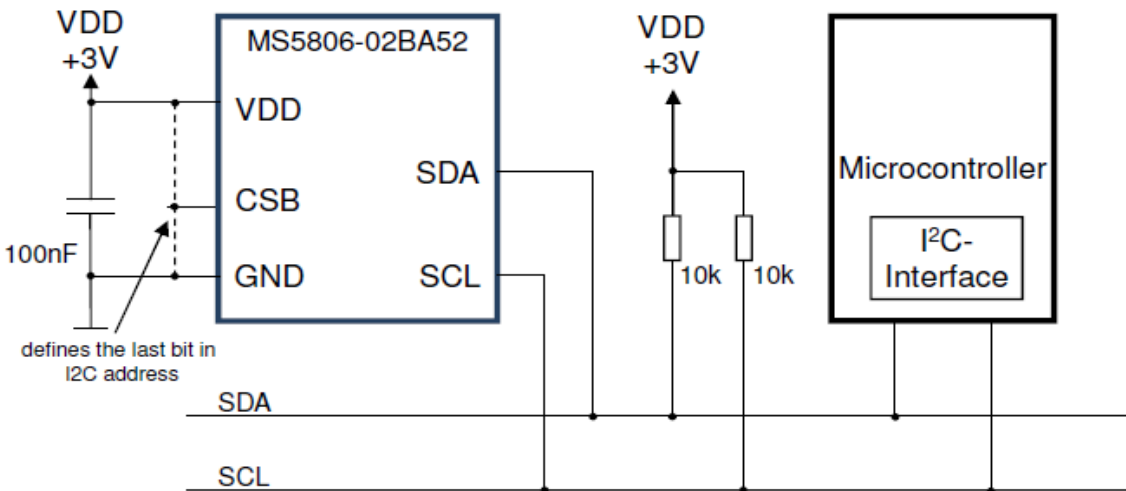 VDD
+3V
MS5806-02BA52
VDD
CSB
GND
SDA
SCL
100nF
defines the last bit in
I2C address
VDD
+3V
10k
10k
Microcontroller
I²C-
Interface
SDA
SCL